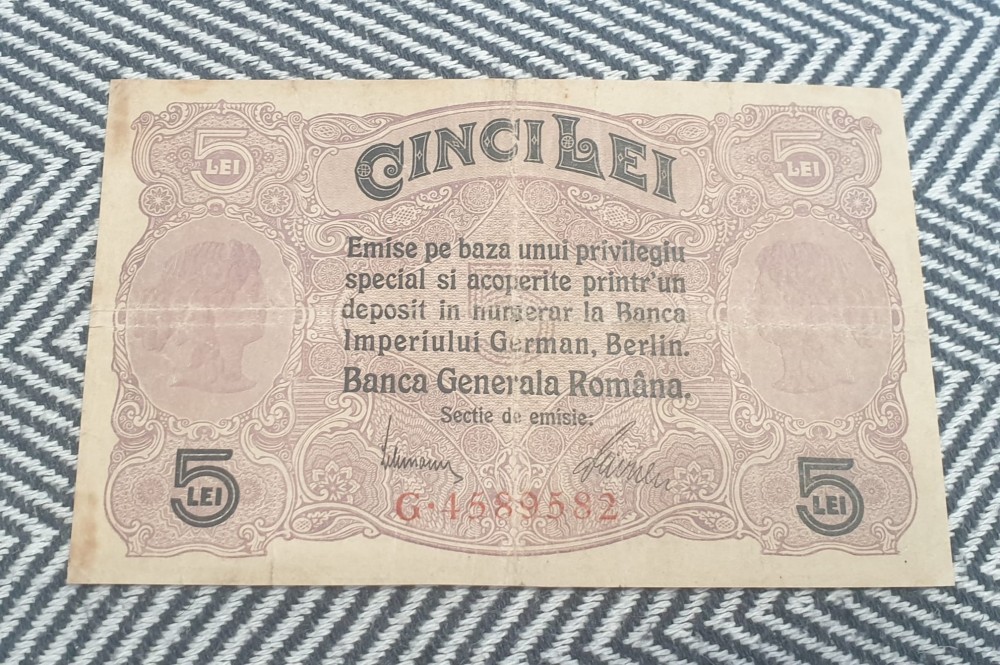 5 LEI
CINCI LEI
5 LEI
Emise pe baza unui privilegiu
special si acoperite printr'un
deposit in numerar la Banca
Imperiului German, Berlin.
Banca Generala Româna.
Sectie de emisie:
5 LEI
G·4589582
5 LEI